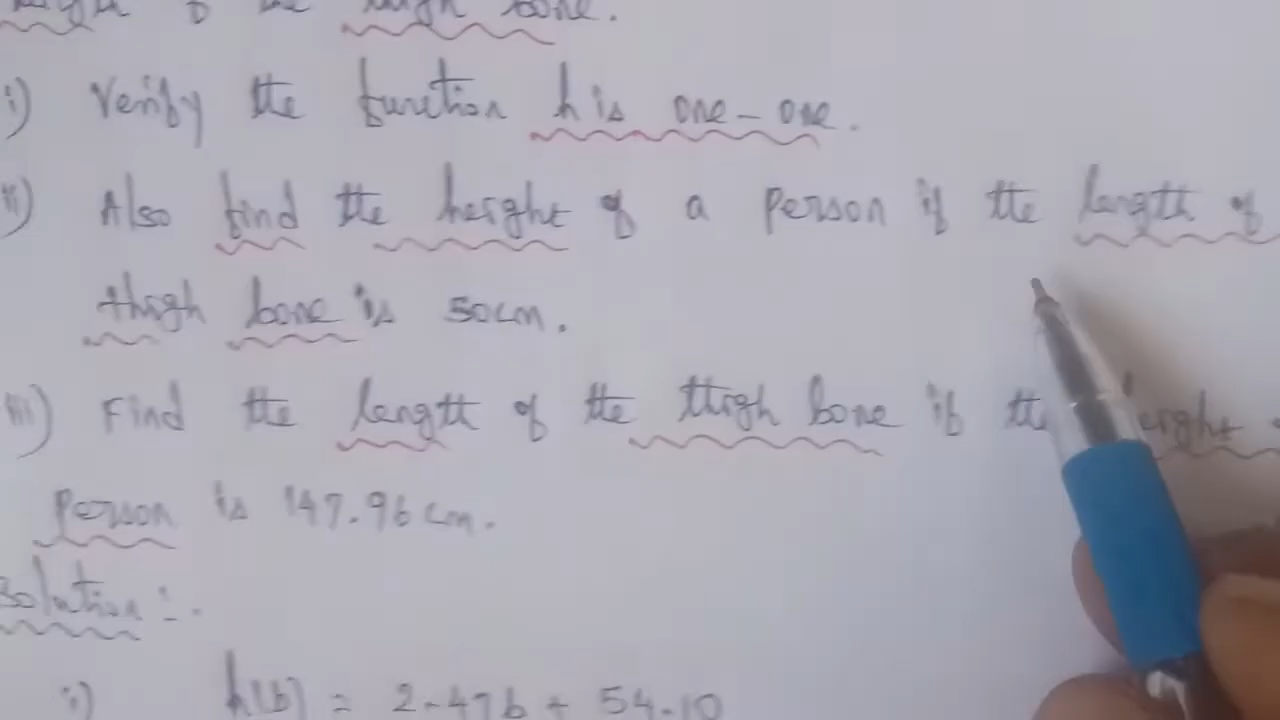 bone.
i) Verify the function h is one-one.
ii) Also find the height of a person if the length of
thigh bone is 50cm.
iii) Find the length of the thigh bone if the height
person is 147.96 cm.
Solution :-
i) h(b) = 2.47b + 54.10